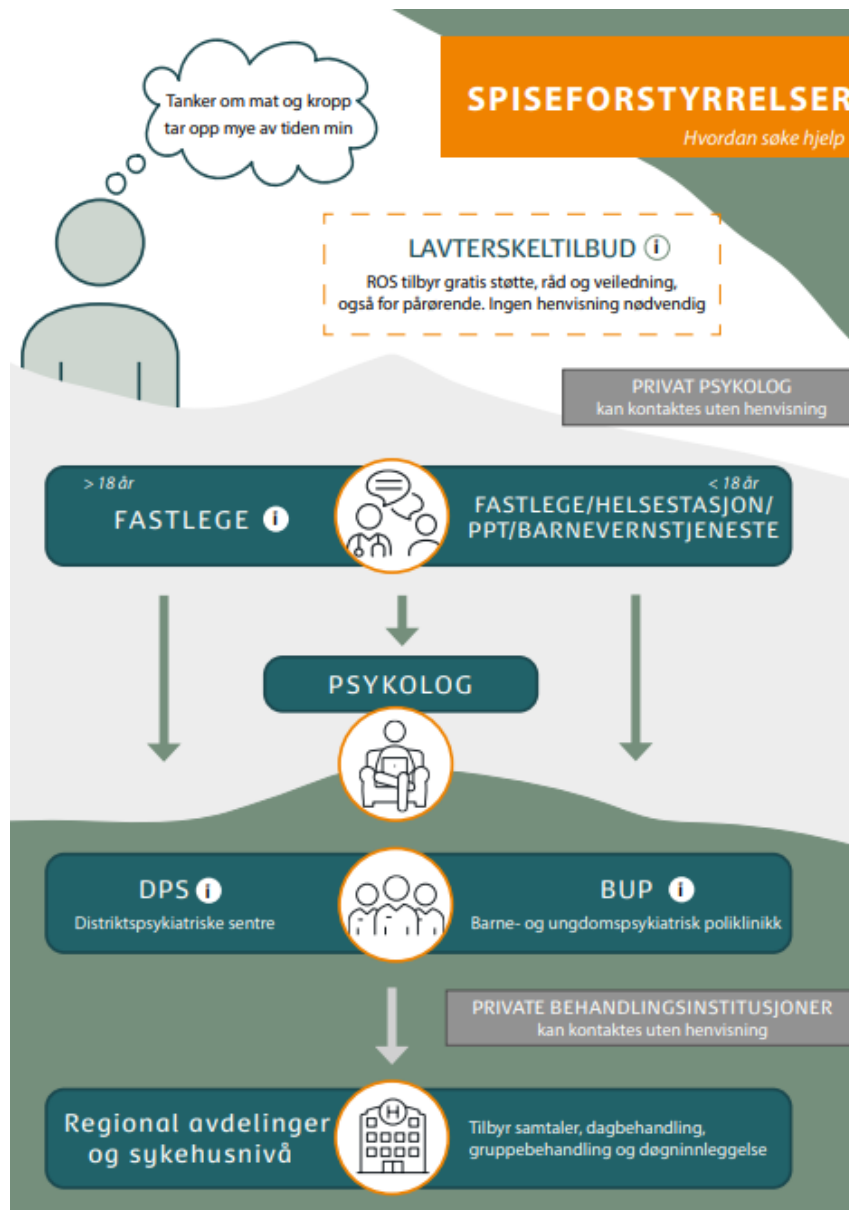 Tanker om mat og kropp
tar opp mye av tiden min
SPISEFORSTYRRELSER
Hvordan søke hjelp
LAVTERSKELTILBUD i
ROS tilbyr gratis støtte, råd og veiledning,
også for pårørende. Ingen henvisning nødvendig
PRIVAT PSYKOLOG
kan kontaktes uten henvisning
> 18 år
FASTLEGE i
< 18 år
FASTLEGE/HELSESTASJON/
PPT/BARNEVERNSTJENESTE
PSYKOLOG
DPS i
Distriktspsykiatriske sentre
BUP i
Barne- og ungdomspsykiatrisk poliklinikk
PRIVATE BEHANDLINGSINSTITUSJONER
kan kontaktes uten henvisning
Regional avdelinger
og sykehusnivå
H
Tilbyr samtaler, dagbehandling,
gruppebehandling og døgninnleggelse